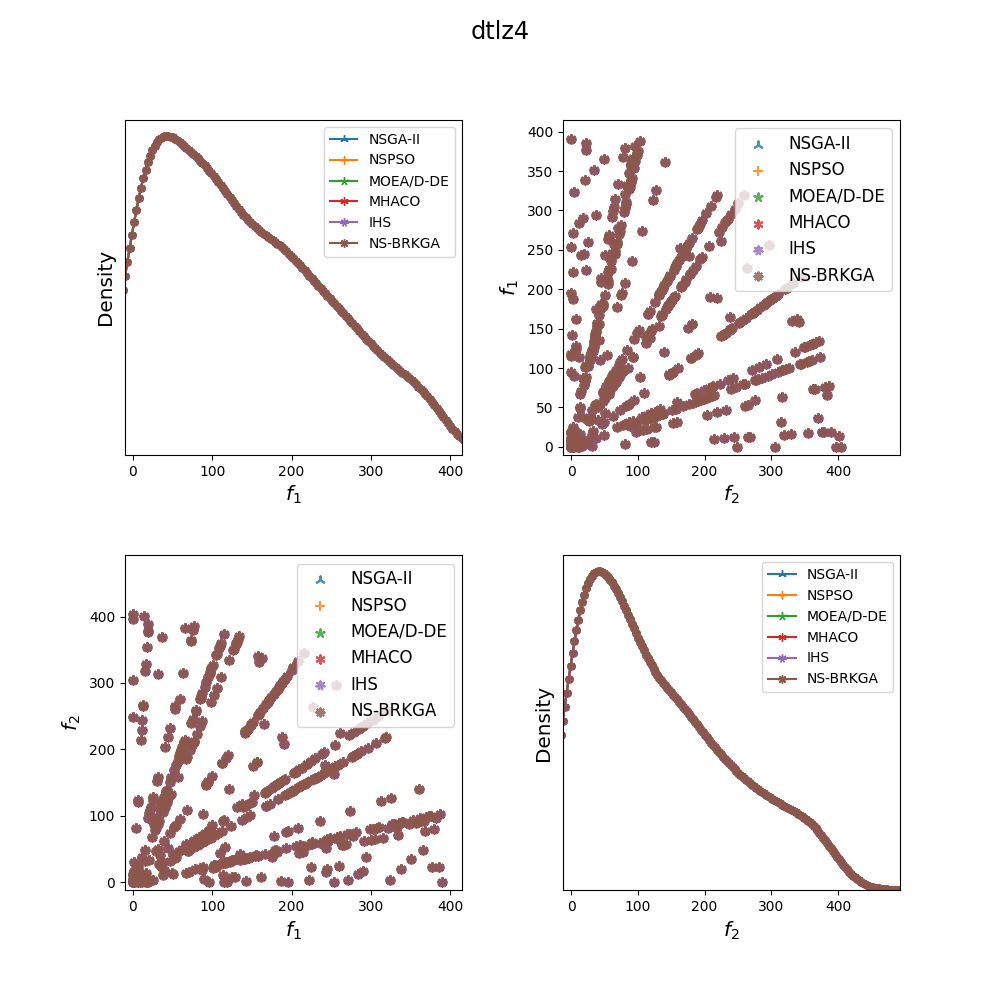 dtlz4
Density
NSGA-II
NSPSO
MOEA/D-DE
MHACO
IHS
NS-BRKGA
0 100 200 300 400
f1
f1
400
350
300
250
200
150
100
50
0
NSGA-II
NSPSO
MOEA/D-DE
MHACO
IHS
NS-BRKGA
0 100 200 300 400
f2
f2
400
300
200
100
0
NSGA-II
NSPSO
MOEA/D-DE
MHACO
IHS
NS-BRKGA
0 100 200 300 400
f1
Density
NSGA-II
NSPSO
MOEA/D-DE
MHACO
IHS
NS-BRKGA
0 100 200 300 400
f2